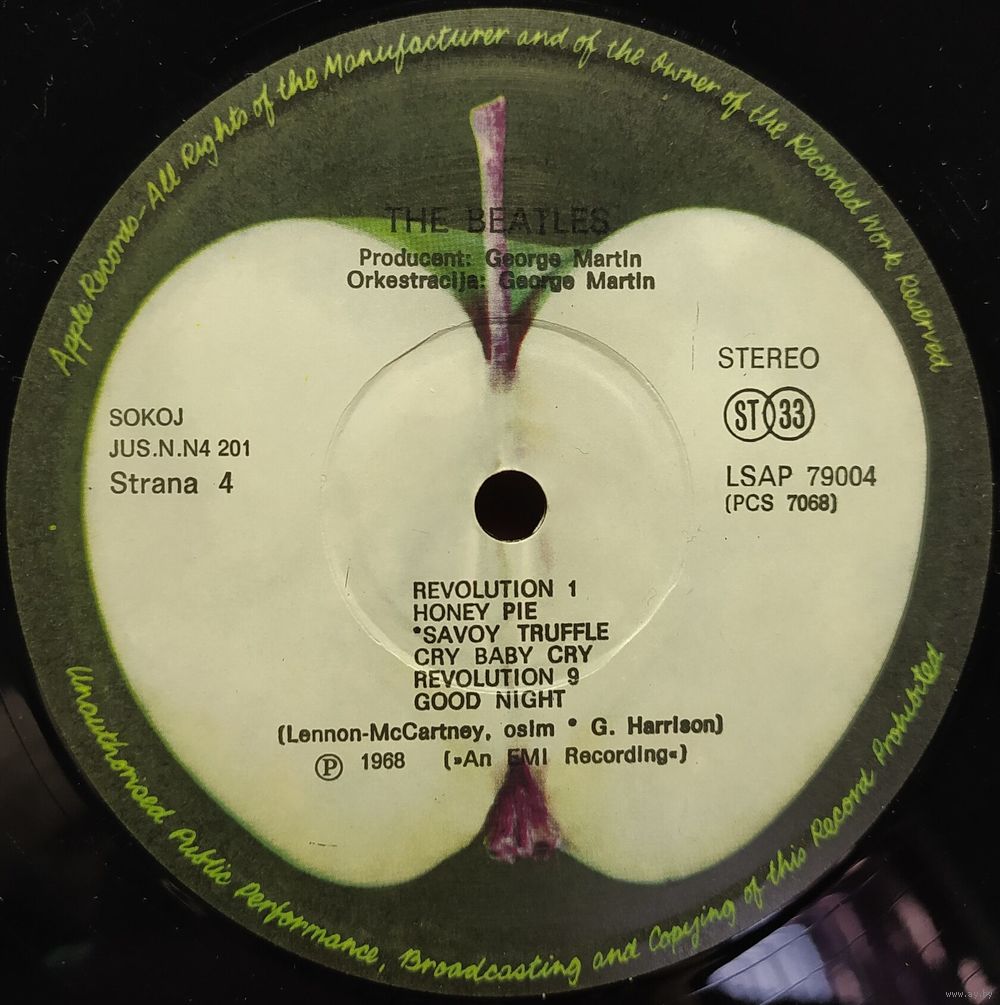 Apple Records-All Rights of the Manufacturer and of the Owner of the Recorded Work Reserved
THE BEATLES
Producent: George Martin
Orkestracija: George Martin
STEREO
ST 33
LSAP 79004
(PCS 7068)
SOKOJ
JUS.N.N4 201
Strana 4
REVOLUTION 1
HONEY PIE
*SAVOY TRUFFLE
CRY BABY CRY
REVOLUTION 9
GOOD NIGHT
(Lennon-McCartney, osim * G. Harrison)
Ⓟ 1968 (»An EMI Recording«)
Unauthorised Public Performance, Broadcasting and Copying of this Record Prohibited
www.ay.by